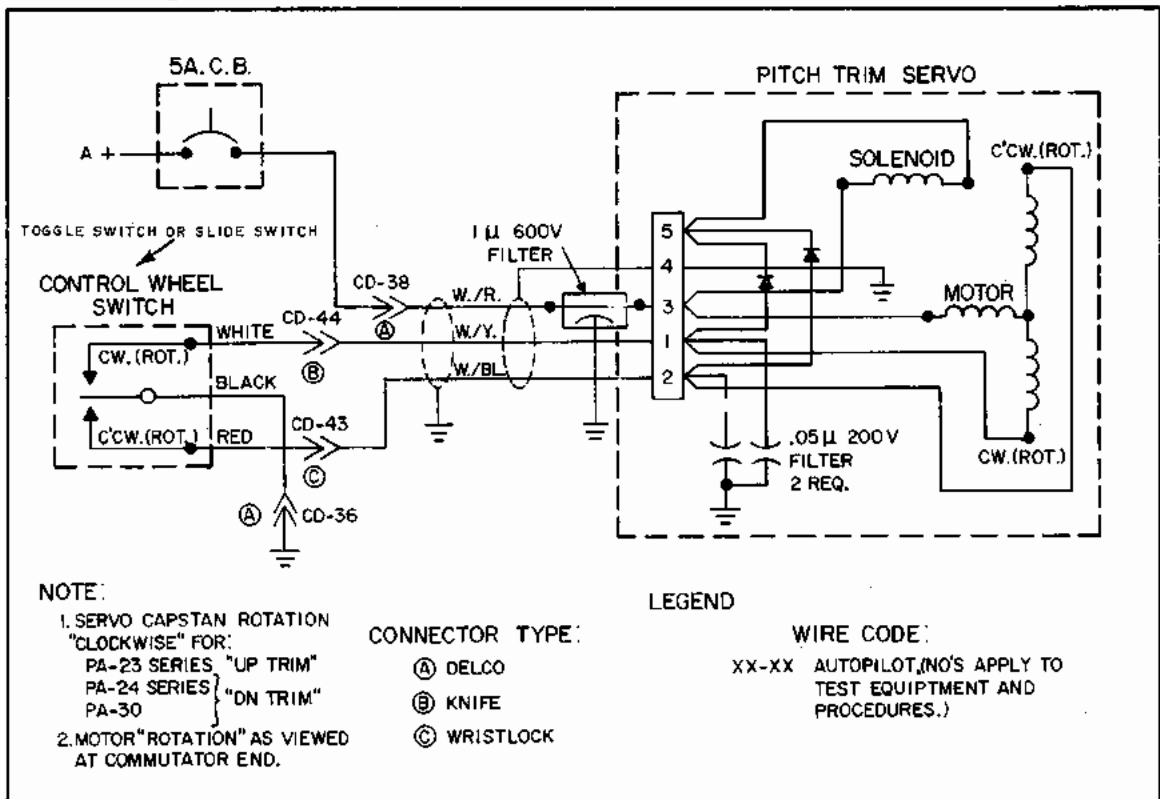 5A. C. B.
A +
TOGGLE SWITCH OR SLIDE SWITCH
CONTROL WHEEL
SWITCH
CW. (ROT.)
C'CW. (ROT.)
WHITE
BLACK
RED
CD-44
B
CD-43
C
A CD-36
CD-38
A
W./R.
W./Y.
W./BL.
1 µ 600V
FILTER
PITCH TRIM SERVO
5
4
3
1
2
SOLENOID
C'CW. (ROT.)
MOTOR
CW. (ROT.)
.05µ 200V
FILTER
2 REQ.
NOTE:
1. SERVO CAPSTAN ROTATION
"CLOCKWISE" FOR:
PA-23 SERIES "UP TRIM"
PA-24 SERIES
PA-30
"DN TRIM"
2. MOTOR "ROTATION" AS VIEWED
AT COMMUTATOR END.
CONNECTOR TYPE:
A DELCO
B KNIFE
C WRISTLOCK
LEGEND
WIRE CODE:
XX-XX AUTOPILOT,(NO'S APPLY TO
TEST EQUIPTMENT AND
PROCEDURES.)